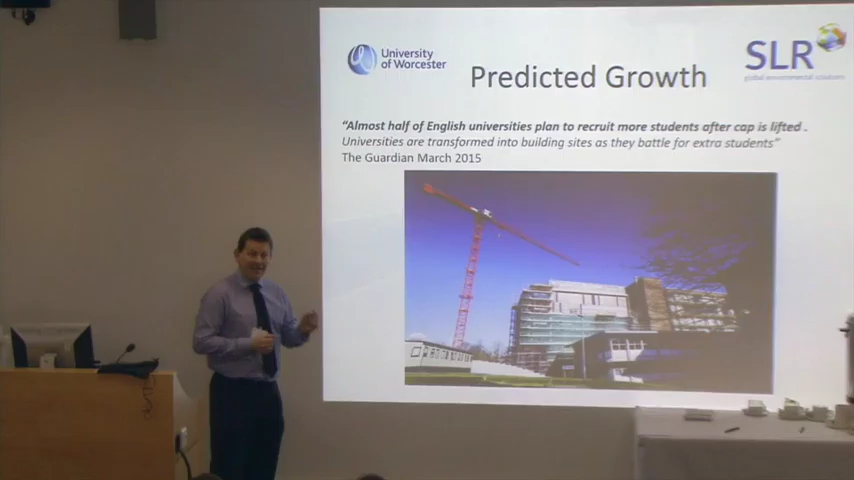 University
of Worcester
SLR
global environmental solutions
Predicted Growth
“Almost half of English universities plan to recruit more students after cap is lifted .
Universities are transformed into building sites as they battle for extra students”
The Guardian March 2015